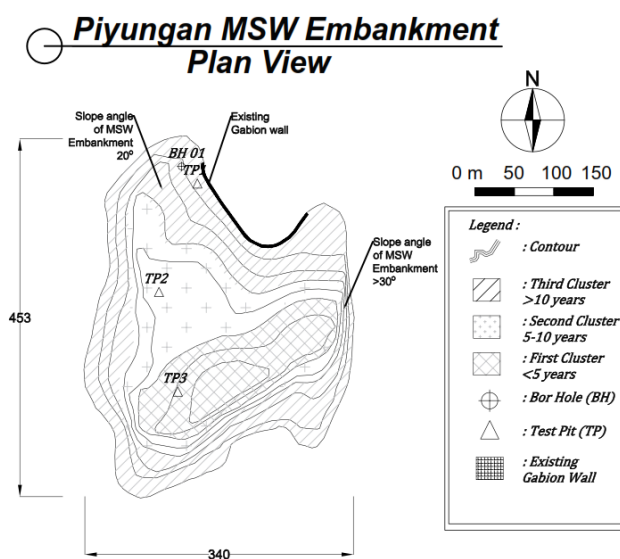 Piyungan MSW Embankment
Plan View
Slope angle
of MSW
Embankment
20°
Existing
Gabion wall
BH 01
TP1
N
0 m 50 100 150
Slope angle
of MSW
Embankment
>30°
TP2
453
TP3
340
Legend :
: Contour
: Third Cluster
>10 years
: Second Cluster
5-10 years
: First Cluster
<5 years
: Bor Hole (BH)
: Test Pit (TP)
: Existing
Gabion Wall